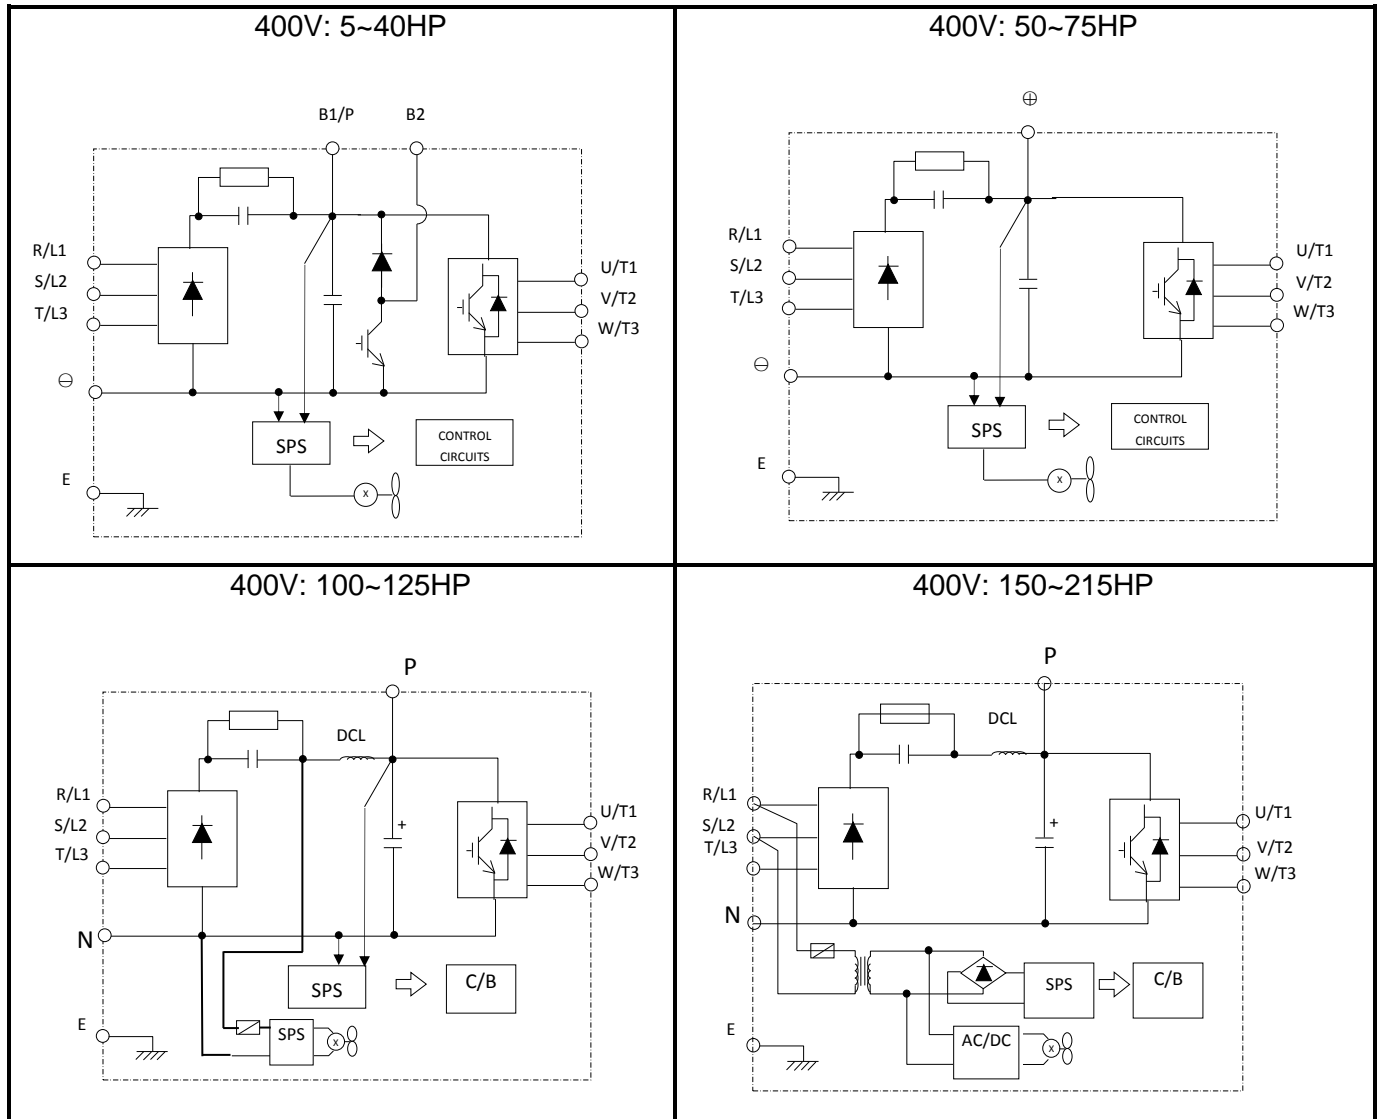 400V: 5~40HP
B1/P B2
R/L1
S/L2
T/L3
U/T1
V/T2
W/T3
⊖
SPS
CONTROL
CIRCUITS
E
X
400V: 50~75HP
⊕
R/L1
S/L2
T/L3
U/T1
V/T2
W/T3
⊖
SPS
CONTROL
CIRCUITS
E
X
400V: 100~125HP
P
DCL
R/L1
S/L2
T/L3
+
U/T1
V/T2
W/T3
N
SPS
C/B
E
SPS
X
400V: 150~215HP
P
DCL
R/L1
S/L2
T/L3
+
U/T1
V/T2
W/T3
N
SPS
C/B
E
AC/DC
X